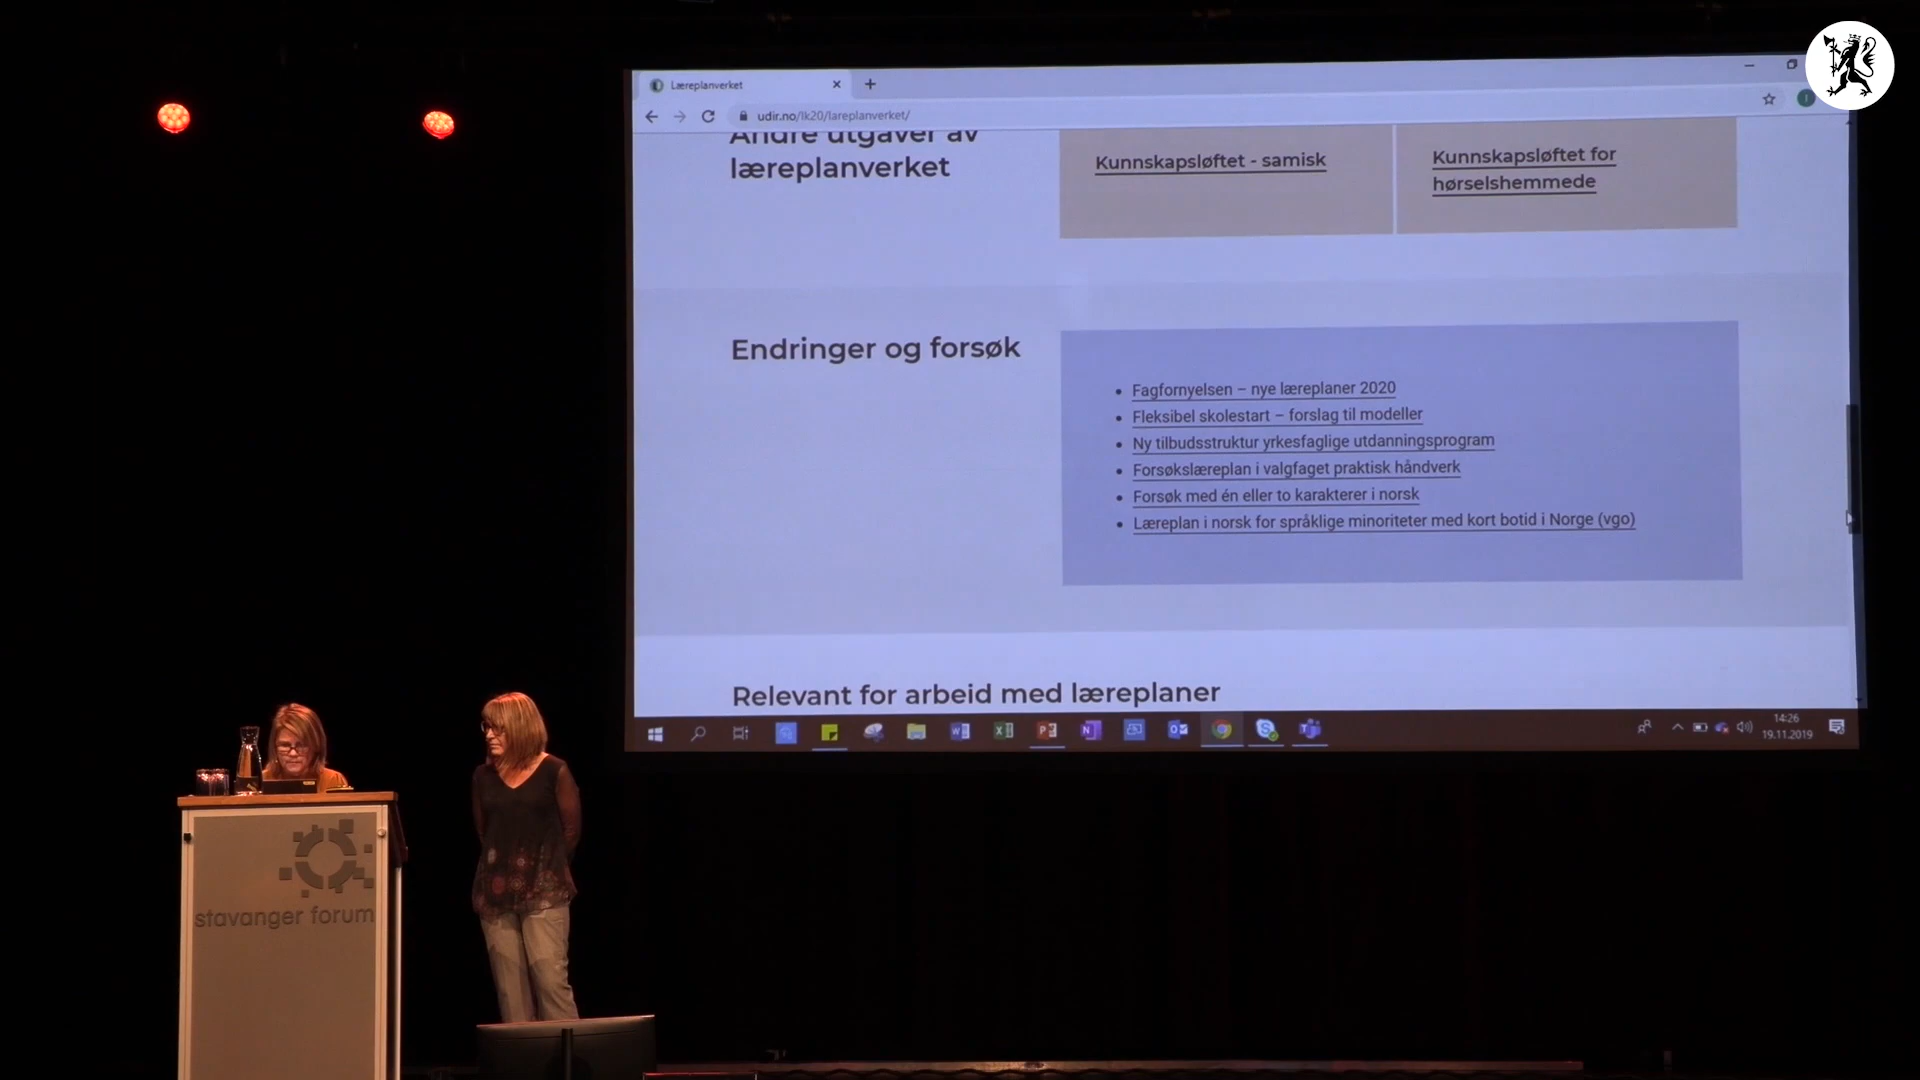 Læreplanverket
udir.no/lk20/lareplanverket/
Andre utgaver av
læreplanverket
Kunnskapsløftet - samisk
Kunnskapsløftet for
hørselshemmede
Endringer og forsøk
• Fagfornyelsen – nye læreplaner 2020
• Fleksibel skolestart – forslag til modeller
• Ny tilbudsstruktur yrkesfaglige utdanningsprogram
• Forsøkslæreplan i valgfaget praktisk håndverk
• Forsøk med én eller to karakterer i norsk
• Læreplan i norsk for språklige minoriteter med kort botid i Norge (vgo)
Relevant for arbeid med læreplaner
14:26
19.11.2019
stavanger forum